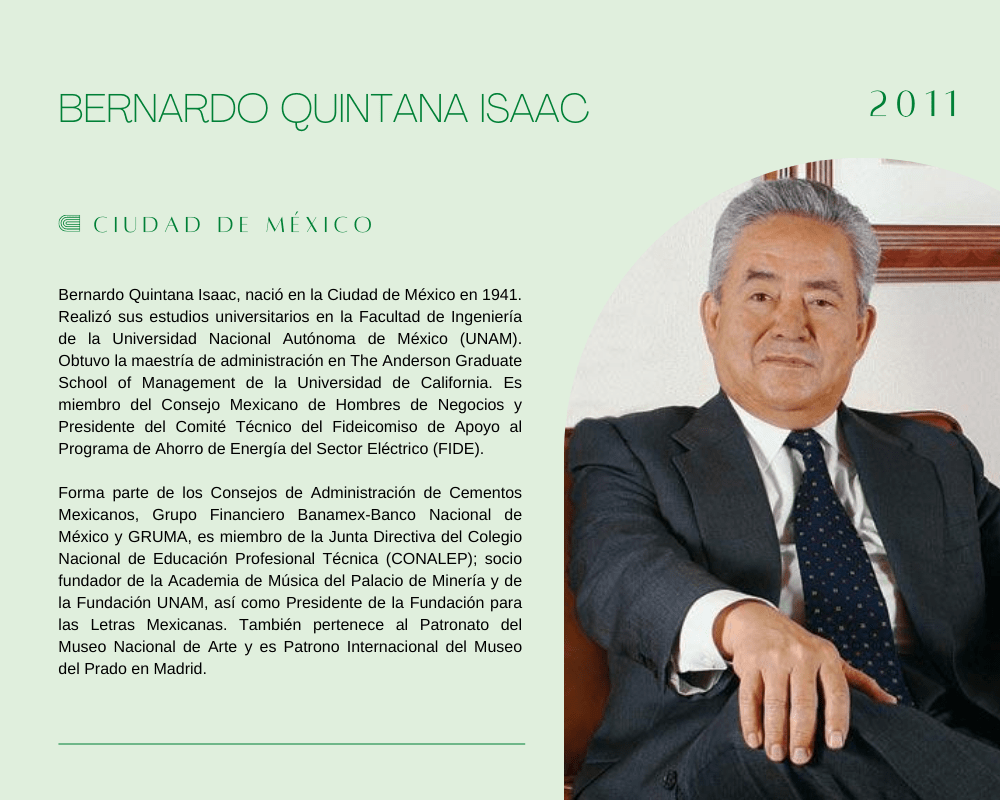 BERNARDO QUINTANA ISAAC
2011
CIUDAD DE MÉXICO
Bernardo Quintana Isaac, nació en la Ciudad de México en 1941.
Realizó sus estudios universitarios en la Facultad de Ingeniería
de la Universidad Nacional Autónoma de México (UNAM).
Obtuvo la maestría de administración en The Anderson Graduate
School of Management de la Universidad de California. Es
miembro del Consejo Mexicano de Hombres de Negocios y
Presidente del Comité Técnico del Fideicomiso de Apoyo al
Programa de Ahorro de Energía del Sector Eléctrico (FIDE).
Forma parte de los Consejos de Administración de Cementos
Mexicanos, Grupo Financiero Banamex-Banco Nacional de
México y GRUMA, es miembro de la Junta Directiva del Colegio
Nacional de Educación Profesional Técnica (CONALEP); socio
fundador de la Academia de Música del Palacio de Minería y de
la Fundación UNAM, así como Presidente de la Fundación para
las Letras Mexicanas. También pertenece al Patronato del
Museo Nacional de Arte y es Patrono Internacional del Museo
del Prado en Madrid.